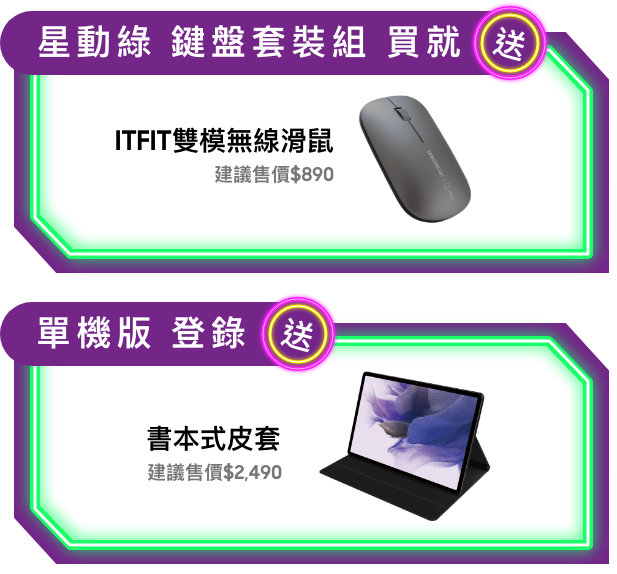 星動綠 鍵盤套裝組 買就 送
ITFIT雙模無線滑鼠
建議售價$890
單機版 登錄 送
書本式皮套
建議售價$2,490